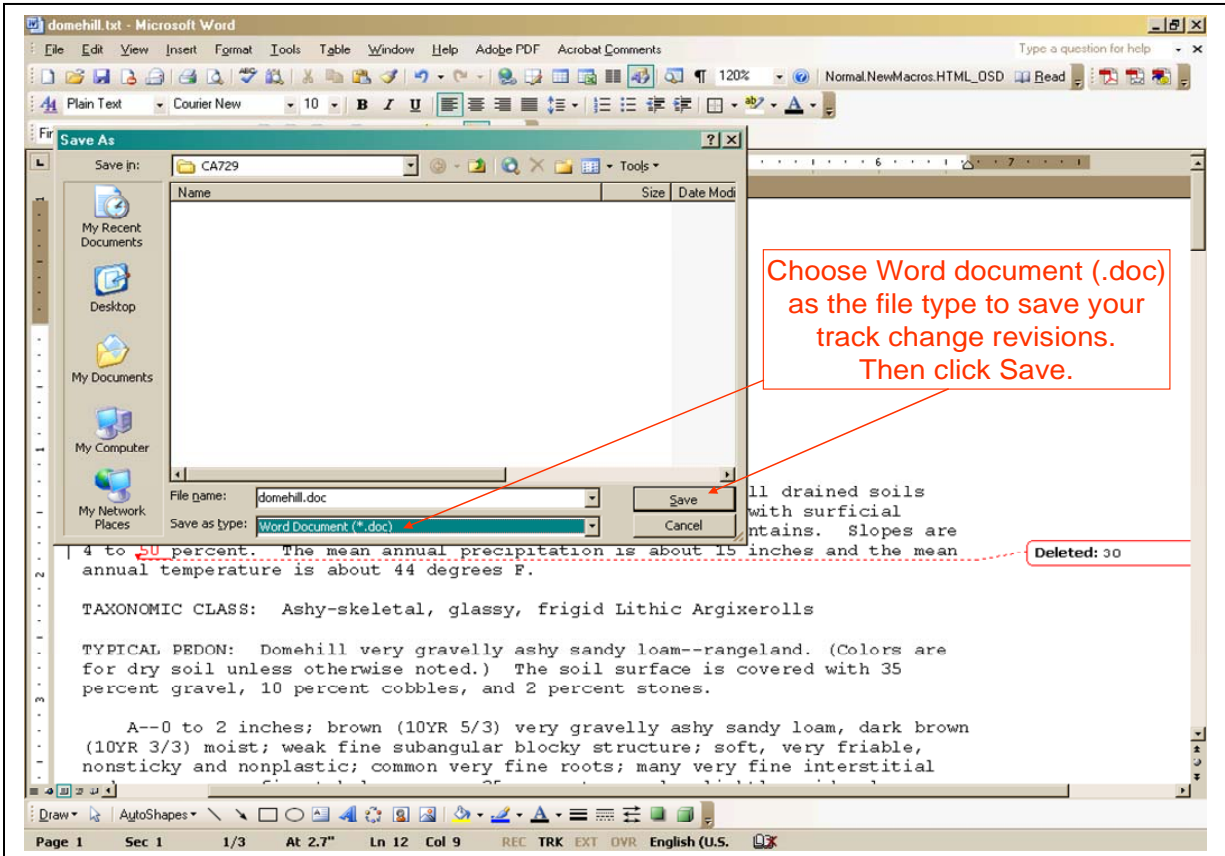 domehill.txt - Microsoft Word
File Edit View Insert Format Tools Table Window Help Adobe PDF Acrobat Comments Type a question for help
120% Normal.NewMacros.HTML_OSD Read
Plain Text Courier New 10 B I U
Fir
Save As
Save in: CA729 Tools
Name Size Date Modi
My Recent
Documents
Desktop
My Documents
My Computer
My Network
Places
File name: domehill.doc Save
Save as type: Word Document (*.doc) Cancel
6 7
Choose Word document (.doc)
as the file type to save your
track change revisions.
Then click Save.
ll drained soils
with surficial
ntains. Slopes are
4 to 50 percent. The mean annual precipitation is about 15 inches and the mean
Deleted: 30
annual temperature is about 44 degrees F.
TAXONOMIC CLASS: Ashy-skeletal, glassy, frigid Lithic Argixerolls
TYPICAL PEDON: Domehill very gravelly ashy sandy loam--rangeland. (Colors are
for dry soil unless otherwise noted.) The soil surface is covered with 35
percent gravel, 10 percent cobbles, and 2 percent stones.
A--0 to 2 inches; brown (10YR 5/3) very gravelly ashy sandy loam, dark brown
(10YR 3/3) moist; weak fine subangular blocky structure; soft, very friable,
nonsticky and nonplastic; common very fine roots; many very fine interstitial
Draw AutoShapes
Page 1 Sec 1 1/3 At 2.7" Ln 12 Col 9 REC TRK EXT OVR English (U.S.